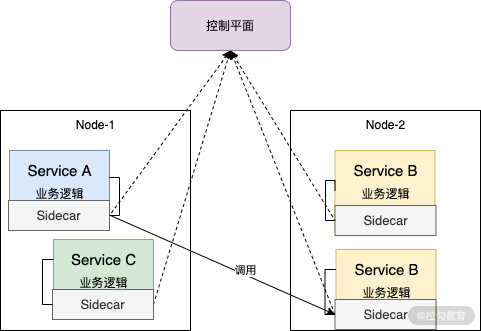 控制平面
Node-1
Node-2
Service A
业务逻辑
Sidecar
Service B
业务逻辑
Sidecar
Service C
业务逻辑
Sidecar
调用
Service B
业务逻辑
Sidecar
@拉勾教育